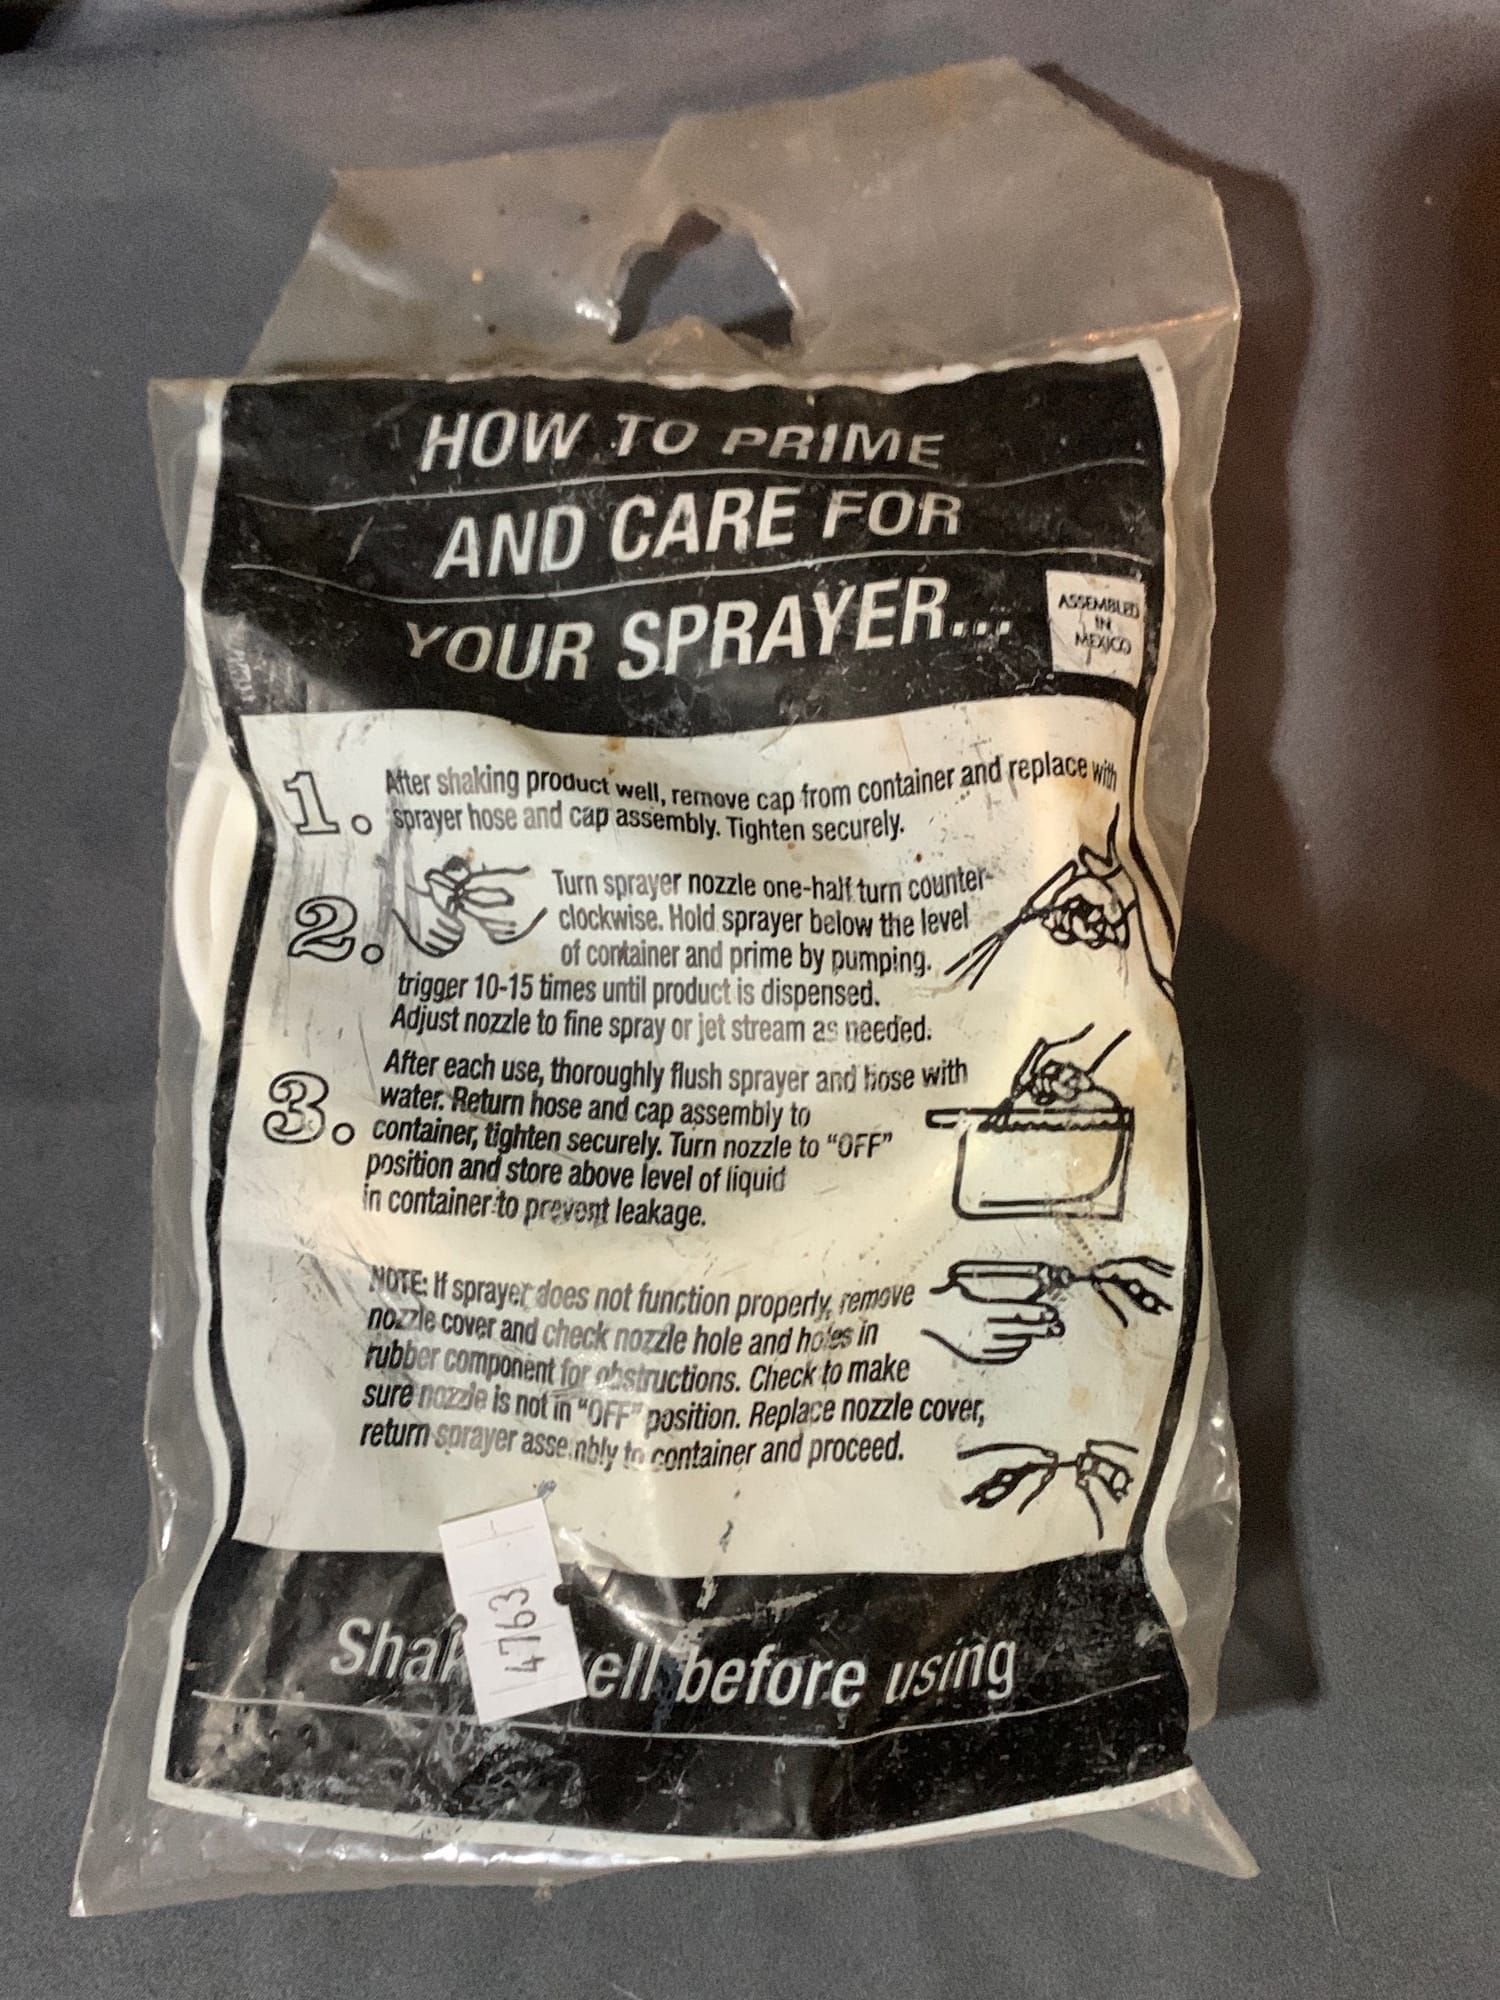 HOW TO PRIME
AND CARE FOR
YOUR SPRAYER...
ASSEMBLED
IN
MEXICO
1. After shaking product well, remove cap from container and replace with
sprayer hose and cap assembly. Tighten securely.
2. Turn sprayer nozzle one-half turn counter-
clockwise. Hold sprayer below the level
of container and prime by pumping.
trigger 10-15 times until product is dispensed.
Adjust nozzle to fine spray or jet stream as needed.
3. After each use, thoroughly flush sprayer and hose with
water. Return hose and cap assembly to
container, tighten securely. Turn nozzle to “OFF”
position and store above level of liquid
in container to prevent leakage.
NOTE: If sprayer does not function properly, remove
nozzle cover and check nozzle hole and holes in
rubber component for obstructions. Check to make
sure nozzle is not in “OFF” position. Replace nozzle cover,
return sprayer assembly to container and proceed.
4763
Shak ell before using